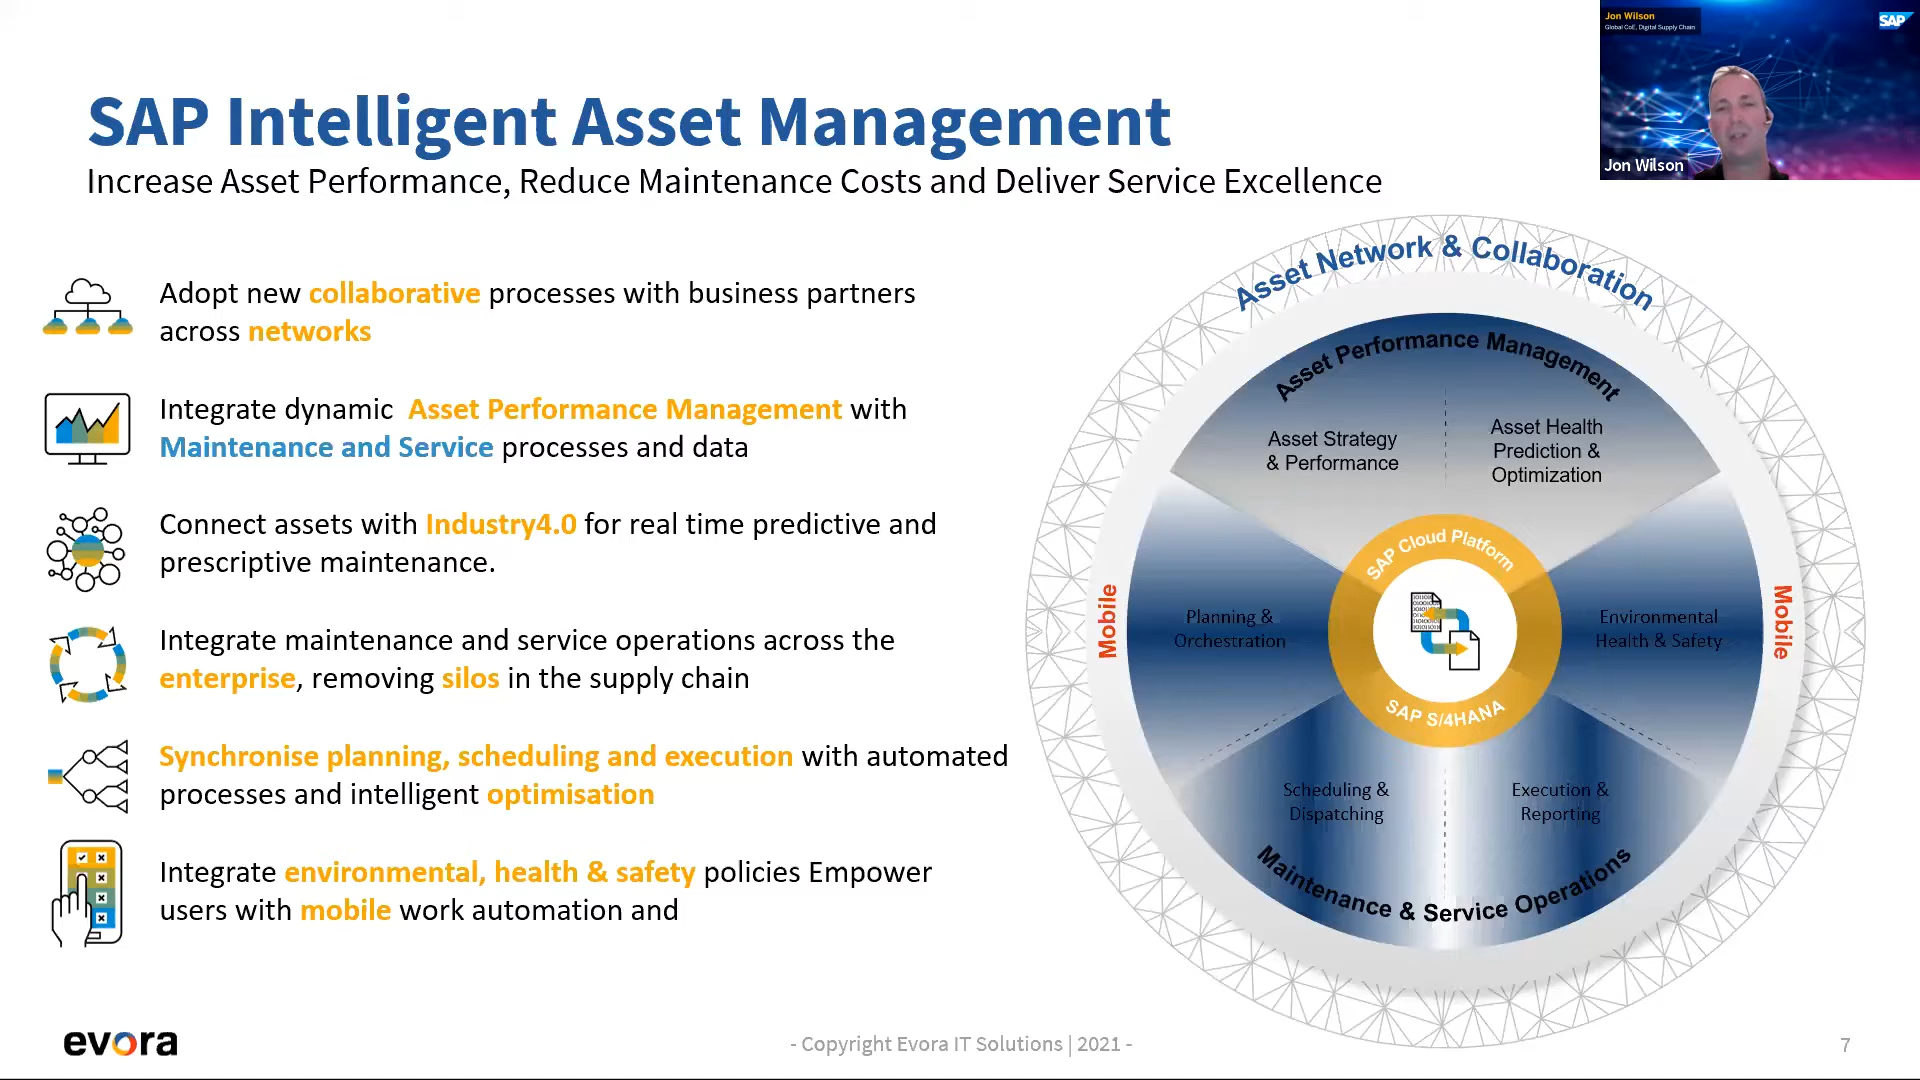 Jon Wilson
Global CoE, Digital Supply Chain
SAP
Jon Wilson
SAP Intelligent Asset Management
Increase Asset Performance, Reduce Maintenance Costs and Deliver Service Excellence
Adopt new collaborative processes with business partners
across networks
Integrate dynamic Asset Performance Management with
Maintenance and Service processes and data
Connect assets with Industry4.0 for real time predictive and
prescriptive maintenance.
Integrate maintenance and service operations across the
enterprise, removing silos in the supply chain
Synchronise planning, scheduling and execution with automated
processes and intelligent optimisation
Integrate environmental, health & safety policies Empower
users with mobile work automation and
Asset Network & Collaboration
Asset Performance Management
Asset Strategy
& Performance
Asset Health
Prediction &
Optimization
SAP Cloud Platform
Mobile
Planning &
Orchestration
Environmental
Health & Safety
Mobile
SAP S/4HANA
Scheduling &
Dispatching
Execution &
Reporting
Maintenance & Service Operations
evora
- Copyright Evora IT Solutions | 2021 -
7